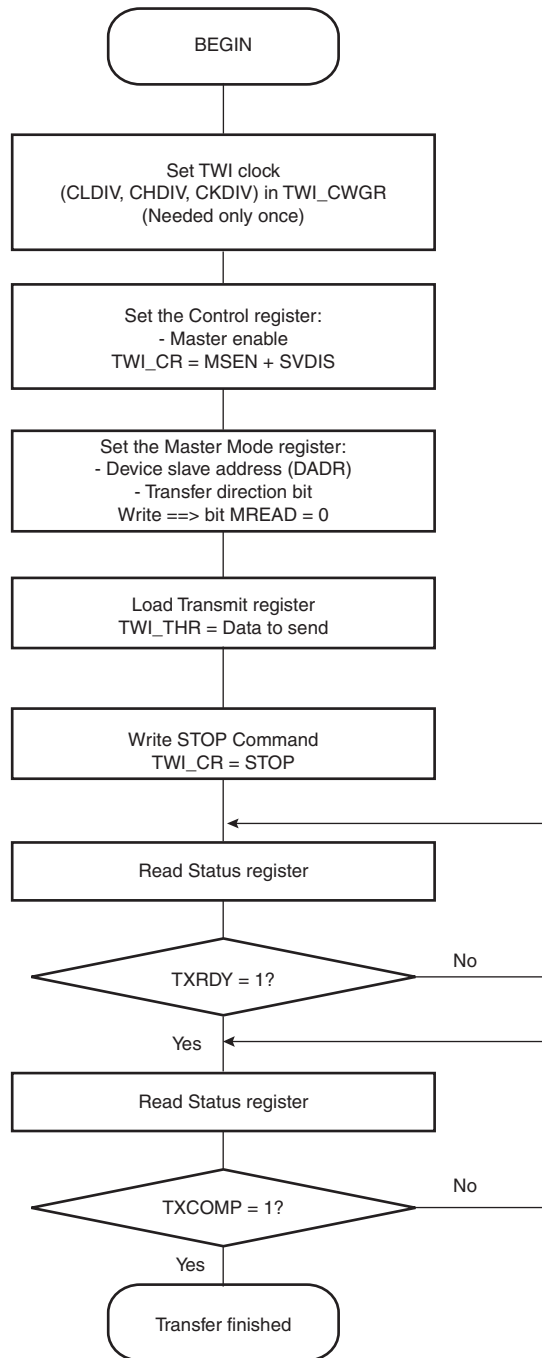 BEGIN
Set TWI clock
(CLDIV, CHDIV, CKDIV) in TWI_CWGR
(Needed only once)
Set the Control register:
- Master enable
TWI_CR = MSEN + SVDIS
Set the Master Mode register:
- Device slave address (DADR)
- Transfer direction bit
Write ==> bit MREAD = 0
Load Transmit register
TWI_THR = Data to send
Write STOP Command
TWI_CR = STOP
Read Status register
TXRDY = 1?
No
Yes
Read Status register
TXCOMP = 1?
No
Yes
Transfer finished